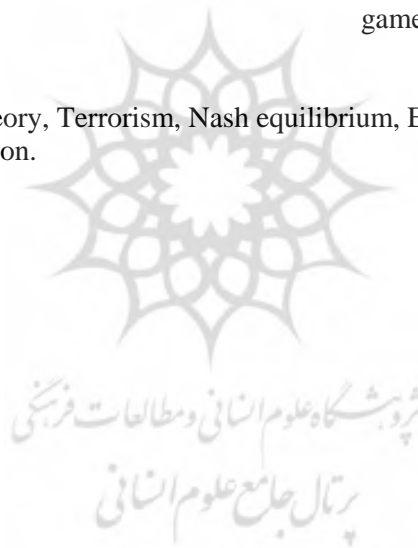 game
eory, Terrorism, Nash equilibrium, E
on.
پژوهشگاه علوم انسانی و مطالعات فرهنگی
پرتال جامع علوم انسانی